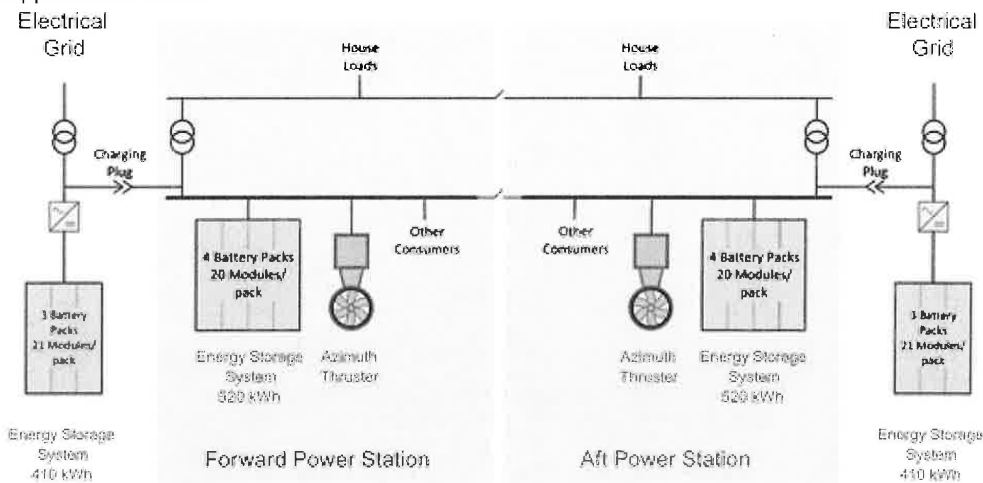 Electrical
Grid
House
Loads
House
Loads
Electrical
Grid
Charging
Plug
Charging
Plug
Other
Consumers
Other
Consumers
4 Battery Packs
20 Modules/
pack
4 Battery Packs
20 Modules/
pack
3 Battery
Packs
21 Modules/
pack
3 Battery
Packs
21 Modules/
pack
Energy Storage
System
520 kWh
Azimuth
Thruster
Azimuth
Thruster
Energy Storage
System
520 kWh
Energy Storage
System
410 kWh
Forward Power Station
Aft Power Station
Energy Storage
System
410 kWh